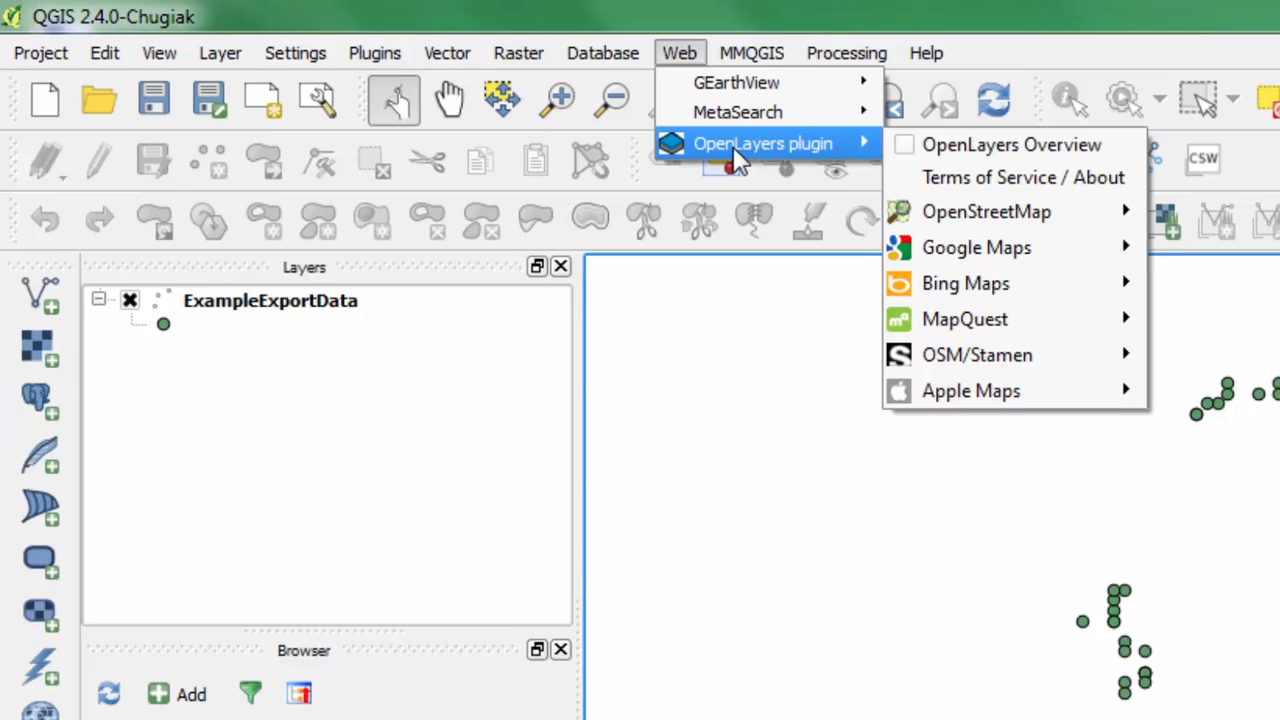 QGIS 2.4.0-Chugiak
Project Edit View Layer Settings Plugins Vector Raster Database Web MMQGIS Processing Help
GEarthView
MetaSearch
OpenLayers plugin
OpenLayers Overview
Terms of Service / About
OpenStreetMap
Google Maps
Bing Maps
MapQuest
OSM/Stamen
Apple Maps
CSW
Layers
ExampleExportData
Browser
Add